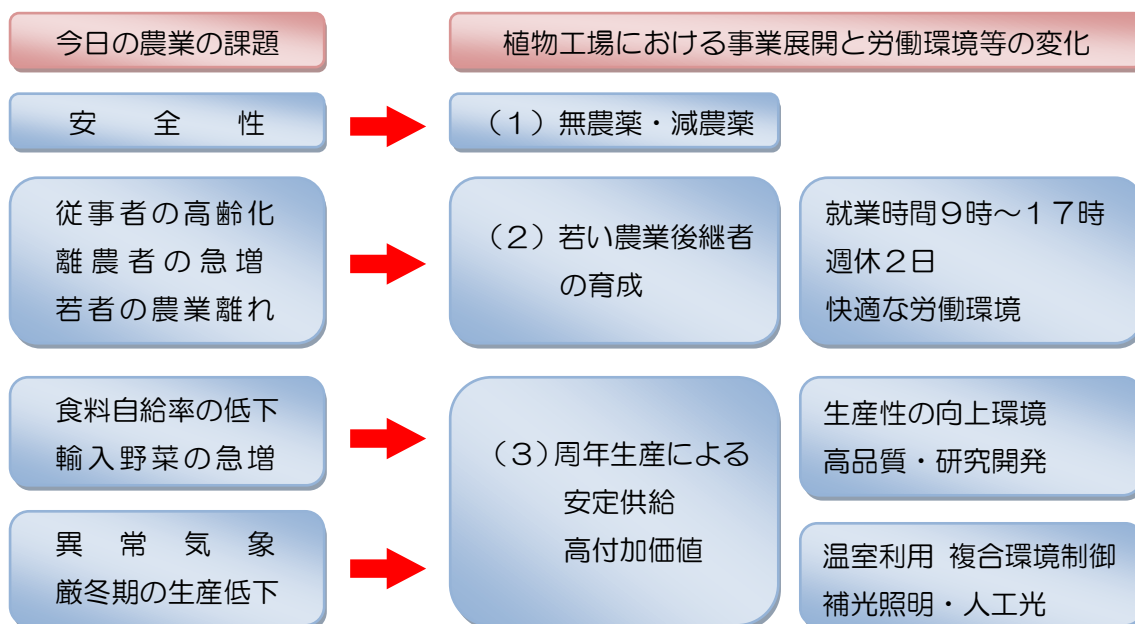 今日の農業の課題
植物工場における事業展開と労働環境等の変化
安全性
(1)無農薬・減農薬
従事者の高齢化
離農者の急増
若者の農業離れ
(2)若い農業後継者
の育成
就業時間9時～17時
週休2日
快適な労働環境
食料自給率の低下
輸入野菜の急増
(3)周年生産による
安定供給
高付加価値
生産性の向上環境
高品質・研究開発
異常気象
厳冬期の生産低下
温室利用 複合環境制御
補光照明・人工光